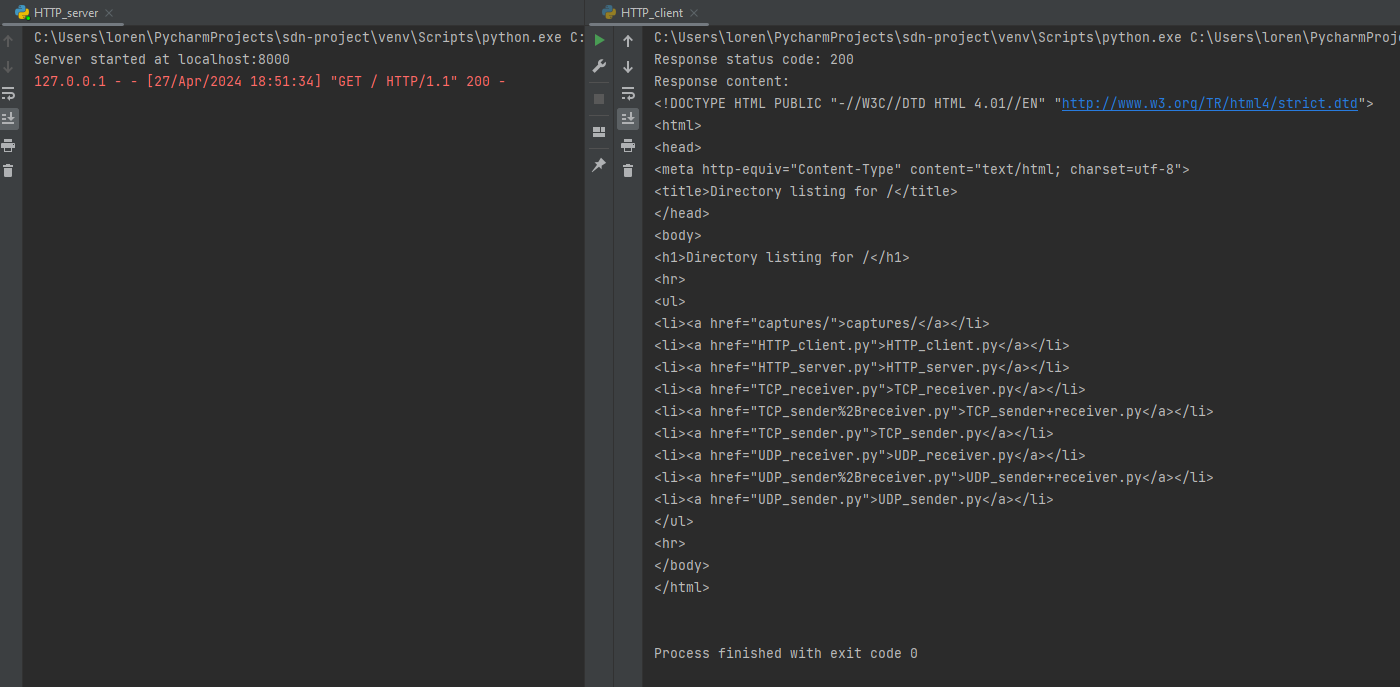 HTTP_server
C:\Users\loren\PycharmProjects\sdn-project\venv\Scripts\python.exe C:
Server started at localhost:8000
127.0.0.1 - - [27/Apr/2024 18:51:34] "GET / HTTP/1.1" 200 -
HTTP_client
C:\Users\loren\PycharmProjects\sdn-project\venv\Scripts\python.exe C:\Users\loren\PycharmProj
Response status code: 200
Response content:
<!DOCTYPE HTML PUBLIC "-//W3C//DTD HTML 4.01//EN" "http://www.w3.org/TR/html4/strict.dtd">
<html>
<head>
<meta http-equiv="Content-Type" content="text/html; charset=utf-8">
<title>Directory listing for /</title>
</head>
<body>
<h1>Directory listing for /</h1>
<hr>
<ul>
<li><a href="captures/">captures/</a></li>
<li><a href="HTTP_client.py">HTTP_client.py</a></li>
<li><a href="HTTP_server.py">HTTP_server.py</a></li>
<li><a href="TCP_receiver.py">TCP_receiver.py</a></li>
<li><a href="TCP_sender%2Breceiver.py">TCP_sender+receiver.py</a></li>
<li><a href="TCP_sender.py">TCP_sender.py</a></li>
<li><a href="UDP_receiver.py">UDP_receiver.py</a></li>
<li><a href="UDP_sender%2Breceiver.py">UDP_sender+receiver.py</a></li>
<li><a href="UDP_sender.py">UDP_sender.py</a></li>
</ul>
<hr>
</body>
</html>
Process finished with exit code 0